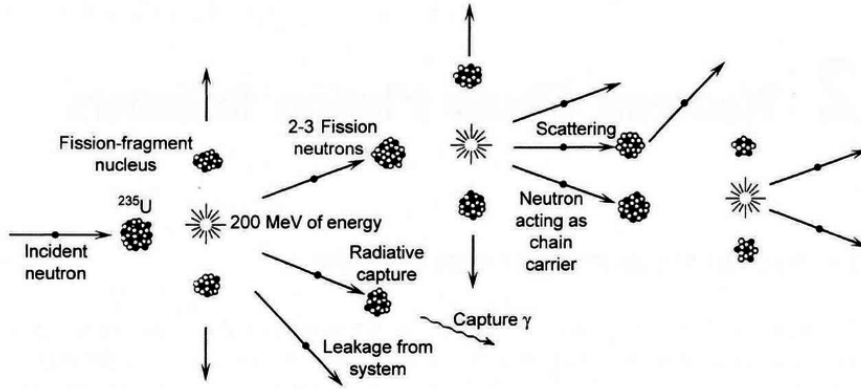 Fission-fragment
nucleus
235U
Incident
neutron
200 MeV of energy
2-3 Fission
neutrons
Radiative
capture
Capture γ
Leakage from
system
Scattering
Neutron
acting as
chain
carrier